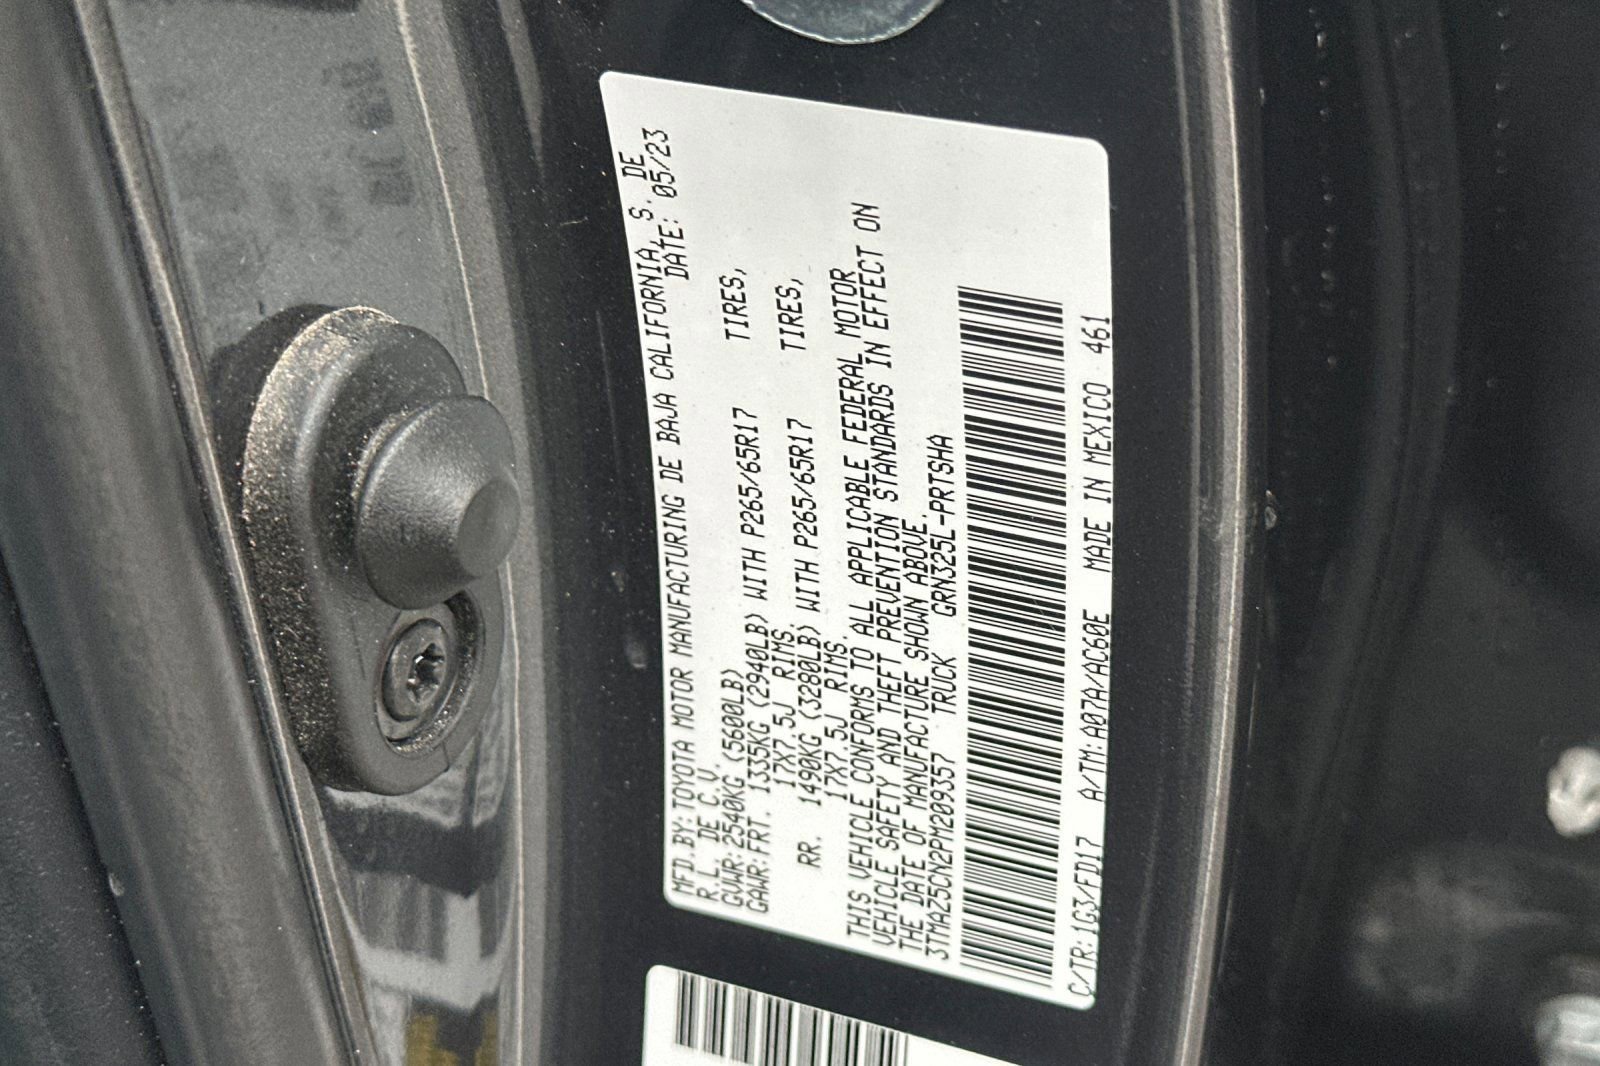 MFD.BY:TOYOTA MOTOR MANUFACTURING DE BAJA CALIFORNIA, S. DE
R.L. DE C.V. DATE: 05/23
GVWR:2540KG (5600LB)
GAWR:FRT. 1335KG (2940LB) WITH P265/65R17 TIRES,
17X7.5J RIMS,
RR. 1490KG (3280LB) WITH P265/65R17 TIRES,
17X7.5J RIMS.
THIS VEHICLE CONFORMS TO ALL APPLICABLE FEDERAL MOTOR
VEHICLE SAFETY AND THEFT PREVENTION STANDARDS IN EFFECT ON
THE DATE OF MANUFACTURE SHOWN ABOVE.
3TMAZ5CN2PM209357 TRUCK GRN325L-PRTSHA
C/TR:1G3/FD17 A/TM:A07A/AC60E MADE IN MEXICO 461